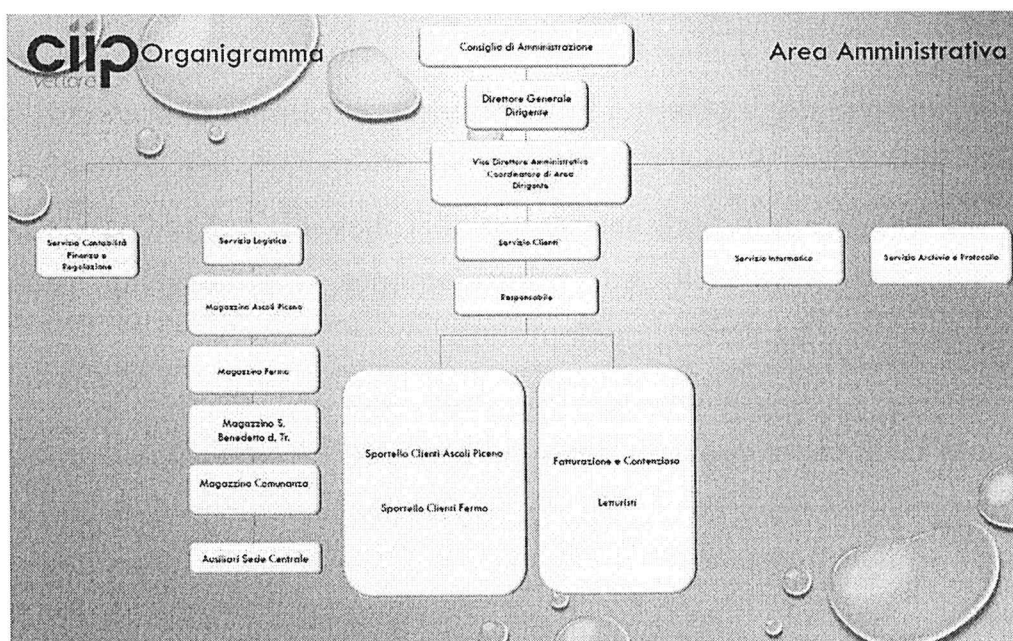 ciip Organigramma
vettore
Area Amministrativa
Consiglio di Amministrazione
Direttore Generale
Dirigente
Vice Direttore Amministrativo
Coordinatore di Area
Dirigente
Servizio Contabilità
Finanza e
Regolazione
Servizio Logistica
Servizio Clienti
Servizio Informatico
Servizio Archivio e Protocollo
Magazzino Ascoli Piceno
Responsabile
Magazzino Fermo
Magazzino S.
Benedetto d. Tr.
Magazzino Comunanza
Ausiliari Sede Centrale
Sportello Clienti Ascoli Piceno
Sportello Clienti Fermo
Fatturazione e Contenzioso
Letturisti